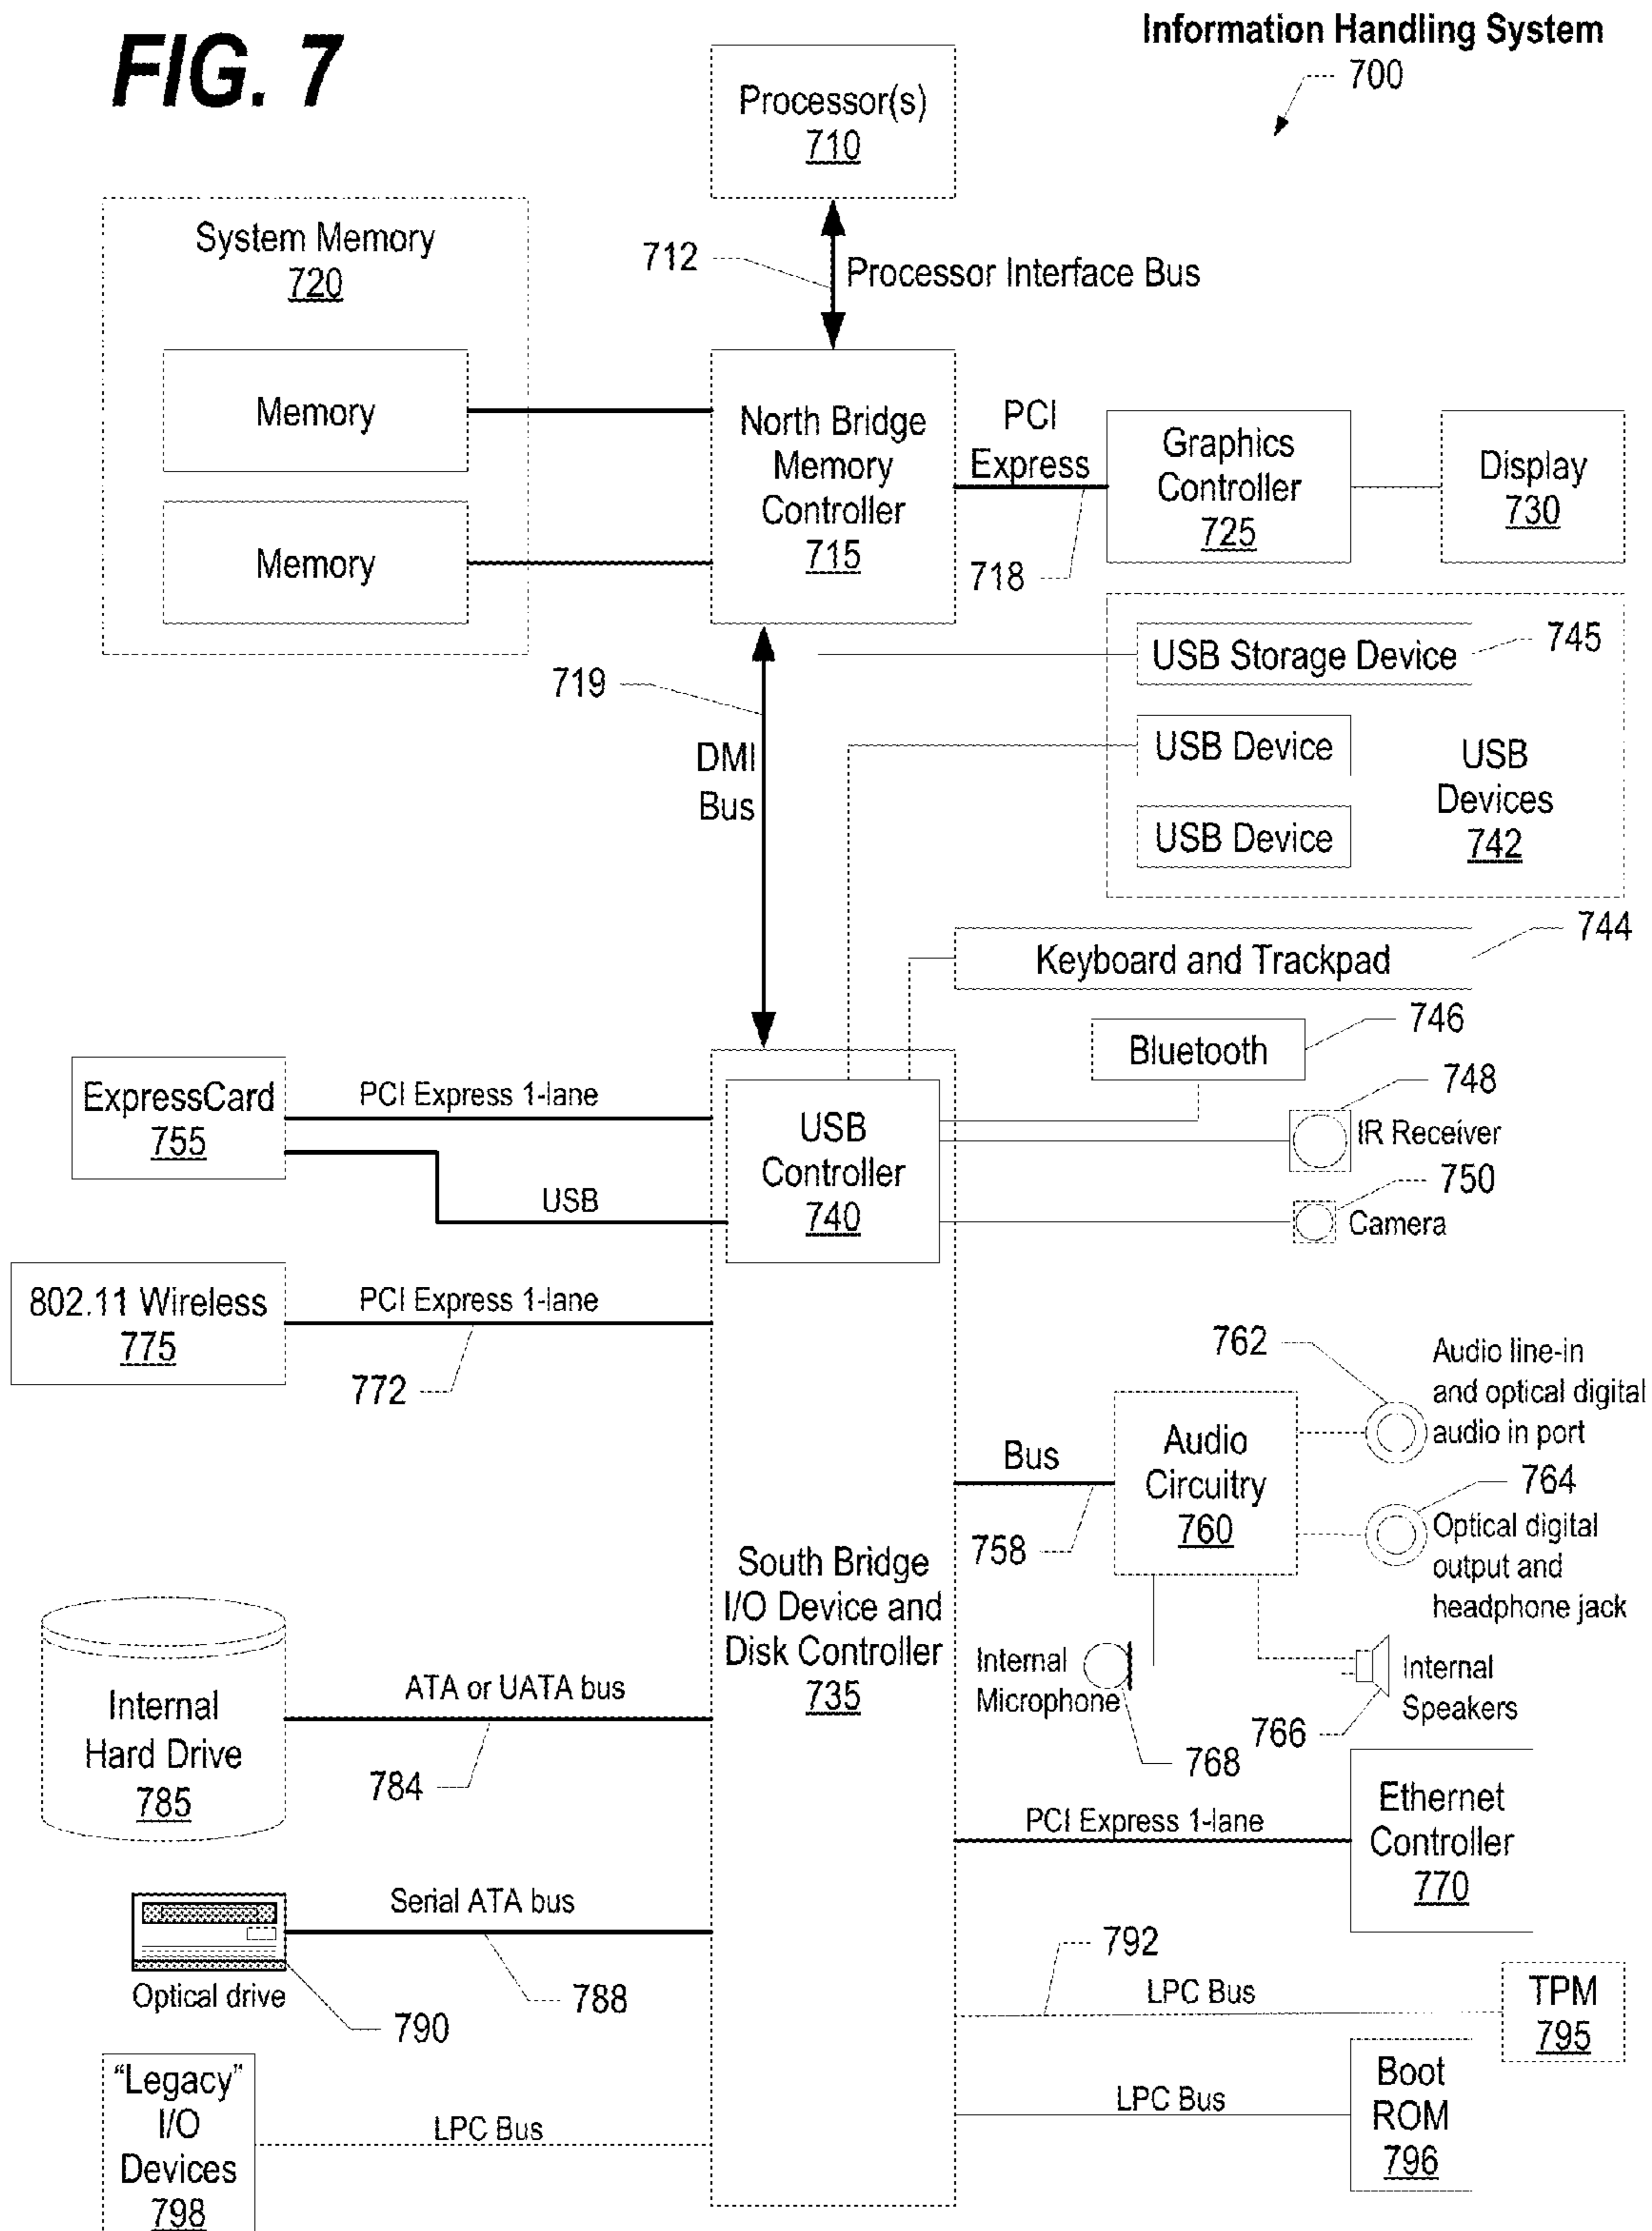 FIG. 7
Information Handling System
700
Processor(s)
710
712
Processor Interface Bus
System Memory
720
Memory
Memory
North Bridge
Memory
Controller
715
PCI
Express
718
Graphics
Controller
725
Display
730
719
DMI
Bus
USB Storage Device
745
USB Device
USB Device
USB
Devices
742
Keyboard and Trackpad
744
Bluetooth
746
748
IR Receiver
750
Camera
ExpressCard
755
PCI Express 1-lane
USB
USB
Controller
740
802.11 Wireless
775
PCI Express 1-lane
772
762
Audio line-in
and optical digital
audio in port
Bus
758
Audio
Circuitry
760
764
Optical digital
output and
headphone jack
South Bridge
I/O Device and
Disk Controller
735
Internal
Microphone
768
Internal
Speakers
766
Internal
Hard Drive
785
ATA or UATA bus
784
PCI Express 1-lane
Ethernet
Controller
770
Serial ATA bus
788
Optical drive
790
792
LPC Bus
TPM
795
"Legacy"
I/O
Devices
798
LPC Bus
LPC Bus
Boot
ROM
796